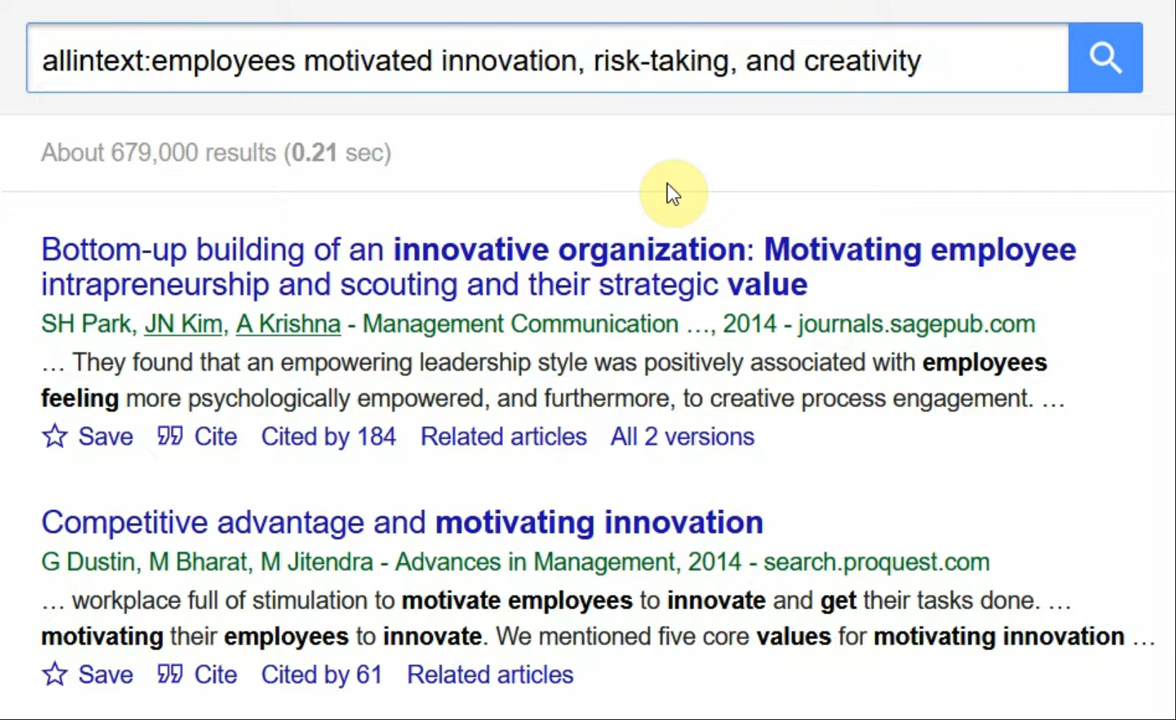 allintext:employees motivated innovation, risk-taking, and creativity
About 679,000 results (0.21 sec)
Bottom-up building of an innovative organization: Motivating employee
intrapreneurship and scouting and their strategic value
SH Park, JN Kim, A Krishna - Management Communication …, 2014 - journals.sagepub.com
… They found that an empowering leadership style was positively associated with employees
feeling more psychologically empowered, and furthermore, to creative process engagement. …
Save Cite Cited by 184 Related articles All 2 versions
Competitive advantage and motivating innovation
G Dustin, M Bharat, M Jitendra - Advances in Management, 2014 - search.proquest.com
… workplace full of stimulation to motivate employees to innovate and get their tasks done. …
motivating their employees to innovate. We mentioned five core values for motivating innovation …
Save Cite Cited by 61 Related articles